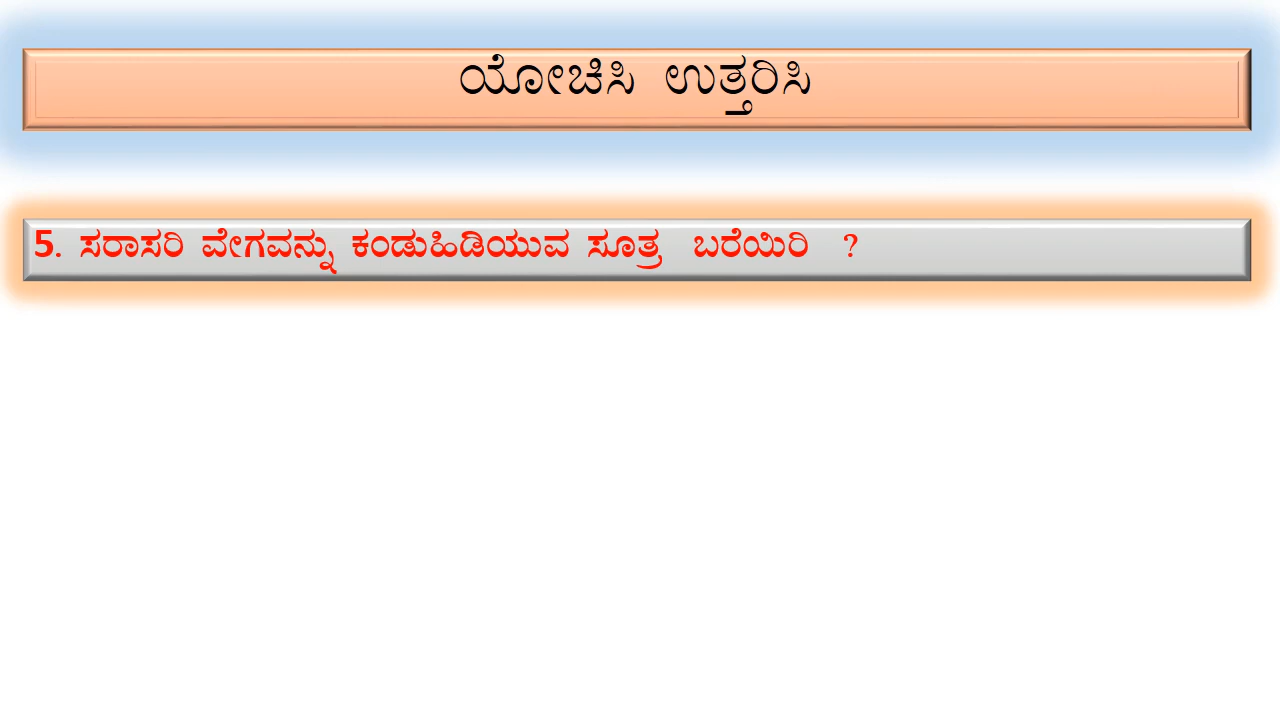 ಯೋಚಿಸಿ ಉತ್ತರಿಸಿ
5. ಸರಾಸರಿ ವೇಗವನ್ನು ಕಂಡುಹಿಡಿಯುವ ಸೂತ್ರ ಬರೆಯಿರಿ ?